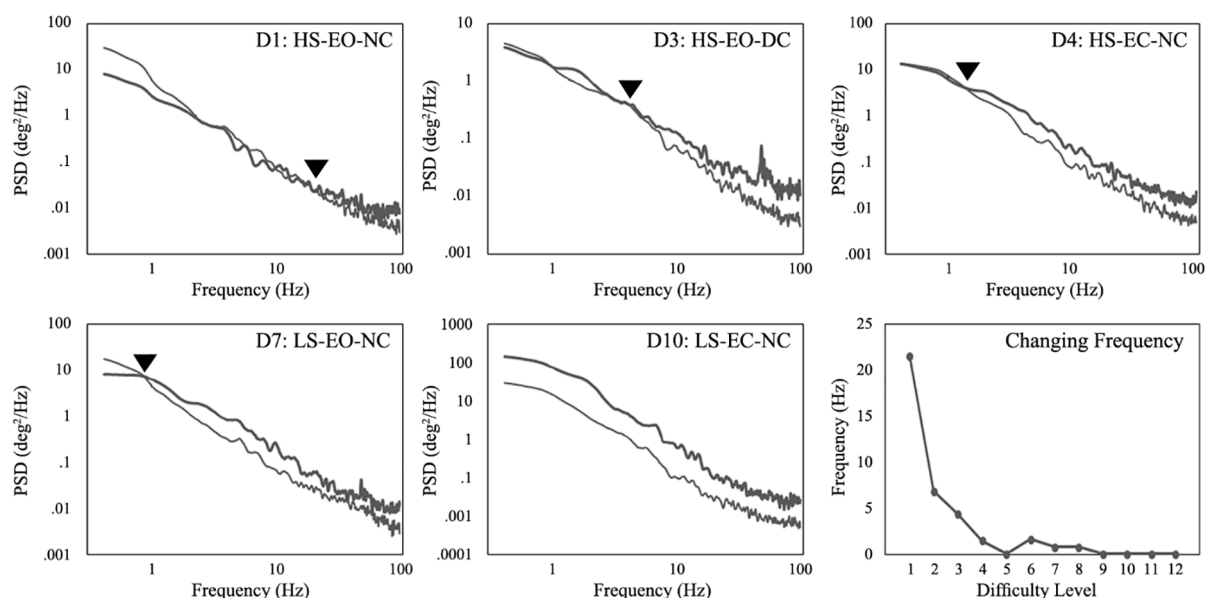 D1: HS-EO-NC
PSD (deg²/Hz)
100
10
1
.1
.01
.001
1 10 100
Frequency (Hz)
D3: HS-EO-DC
PSD (deg²/Hz)
10
1
.1
.01
.001
1 10 100
Frequency (Hz)
D4: HS-EC-NC
PSD (deg²/Hz)
100
10
1
.1
.01
.001
1 10 100
Frequency (Hz)
D7: LS-EO-NC
PSD (deg²/Hz)
100
10
1
.1
.01
.001
1 10 100
Frequency (Hz)
D10: LS-EC-NC
PSD (deg²/Hz)
1000
100
10
1
.1
.01
.001
.0001
1 10 100
Frequency (Hz)
Changing Frequency
Frequency (Hz)
25
20
15
10
5
0
1 2 3 4 5 6 7 8 9 10 11 12
Difficulty Level